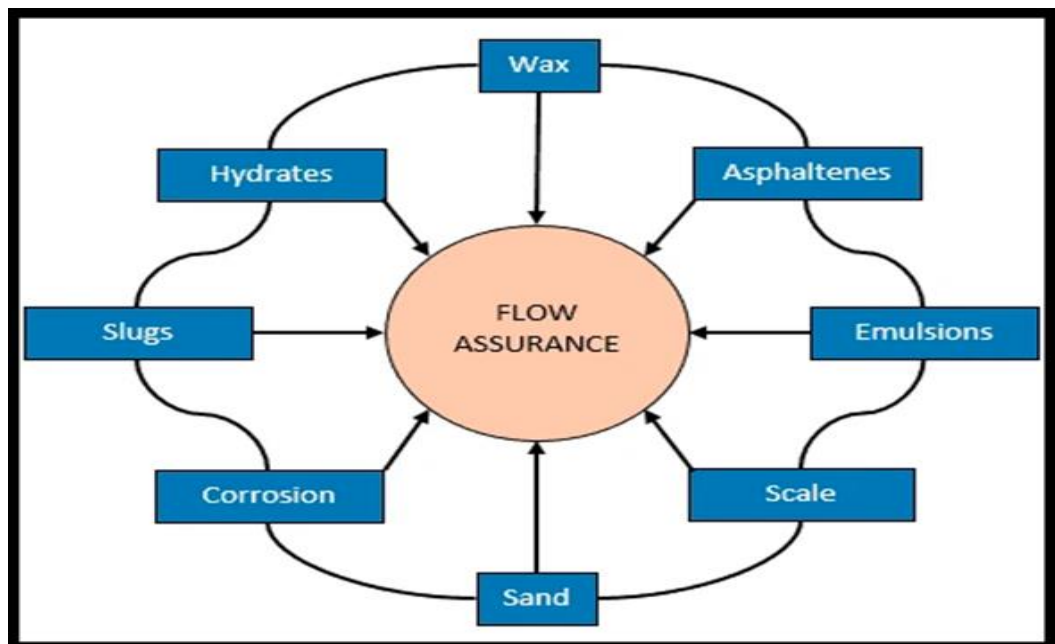 Wax
Hydrates
Asphaltenes
FLOW
ASSURANCE
Slugs
Emulsions
Corrosion
Scale
Sand